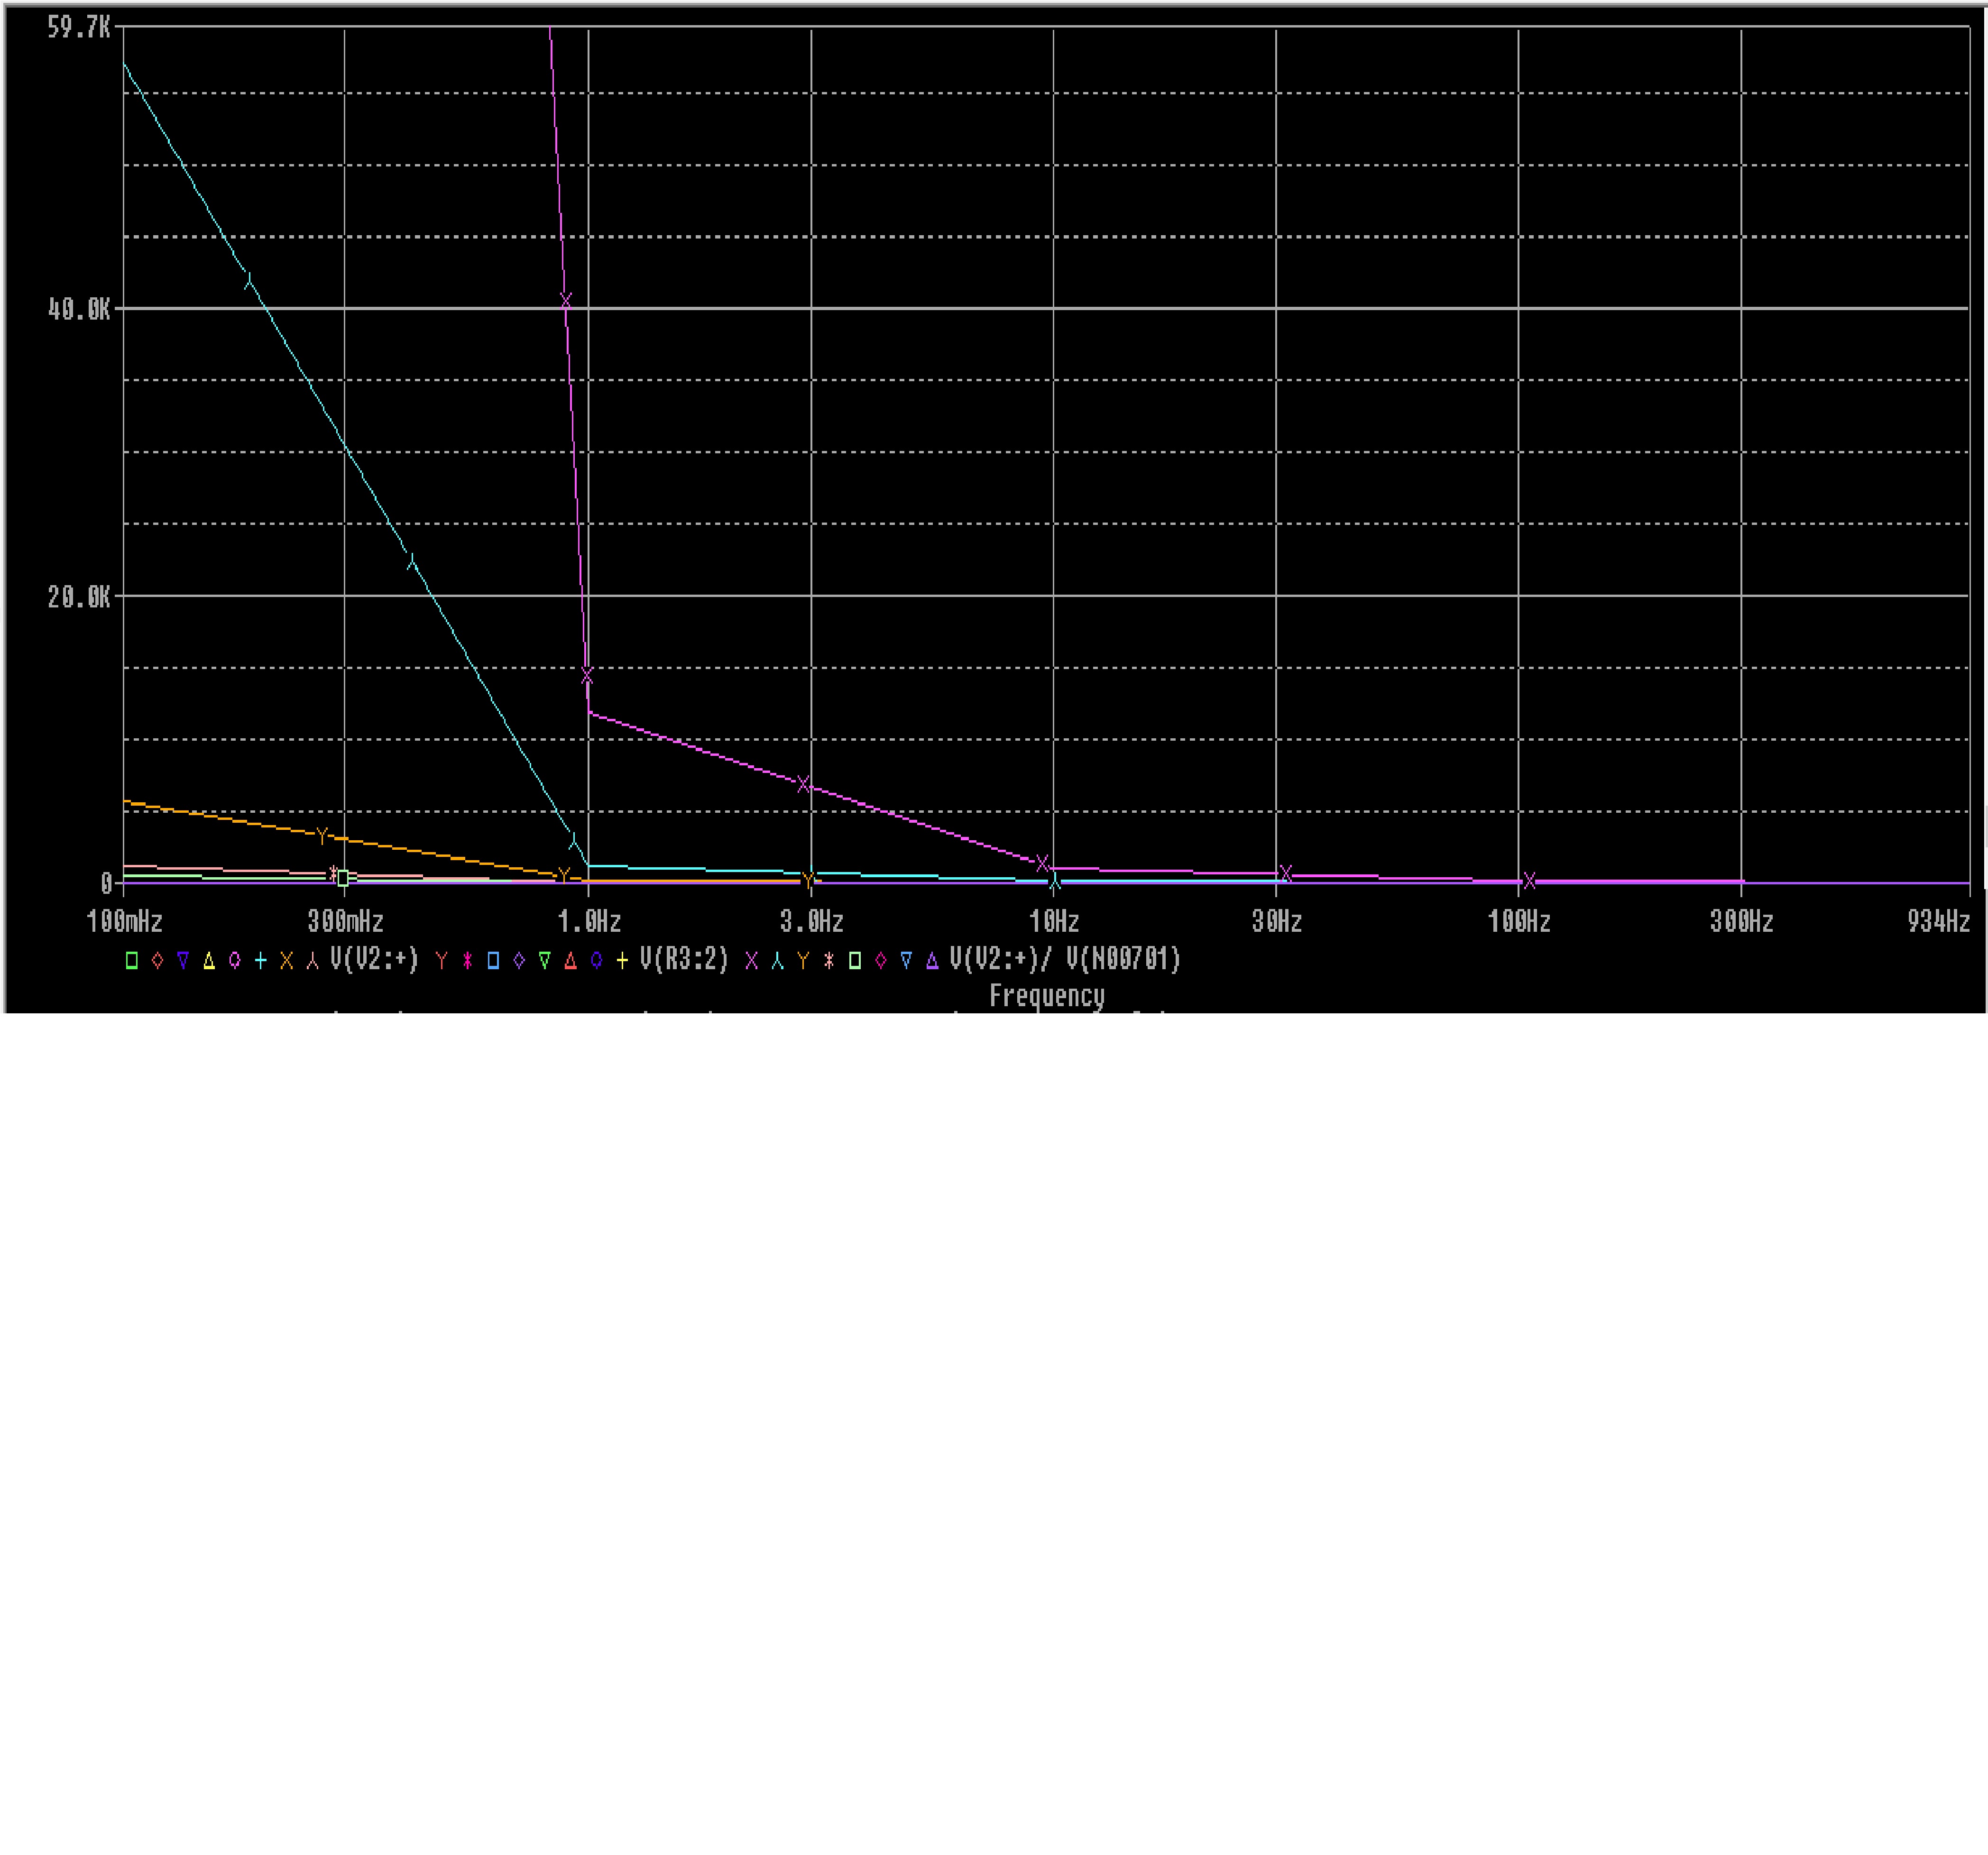 59.7K
40.0K
20.0K
0
100mHz 300mHz 1.0Hz 3.0Hz 10Hz 30Hz 100Hz 300Hz 934Hz
V(V2:+) V(R3:2) V(V2:+)/ V(N00701)
Frequency